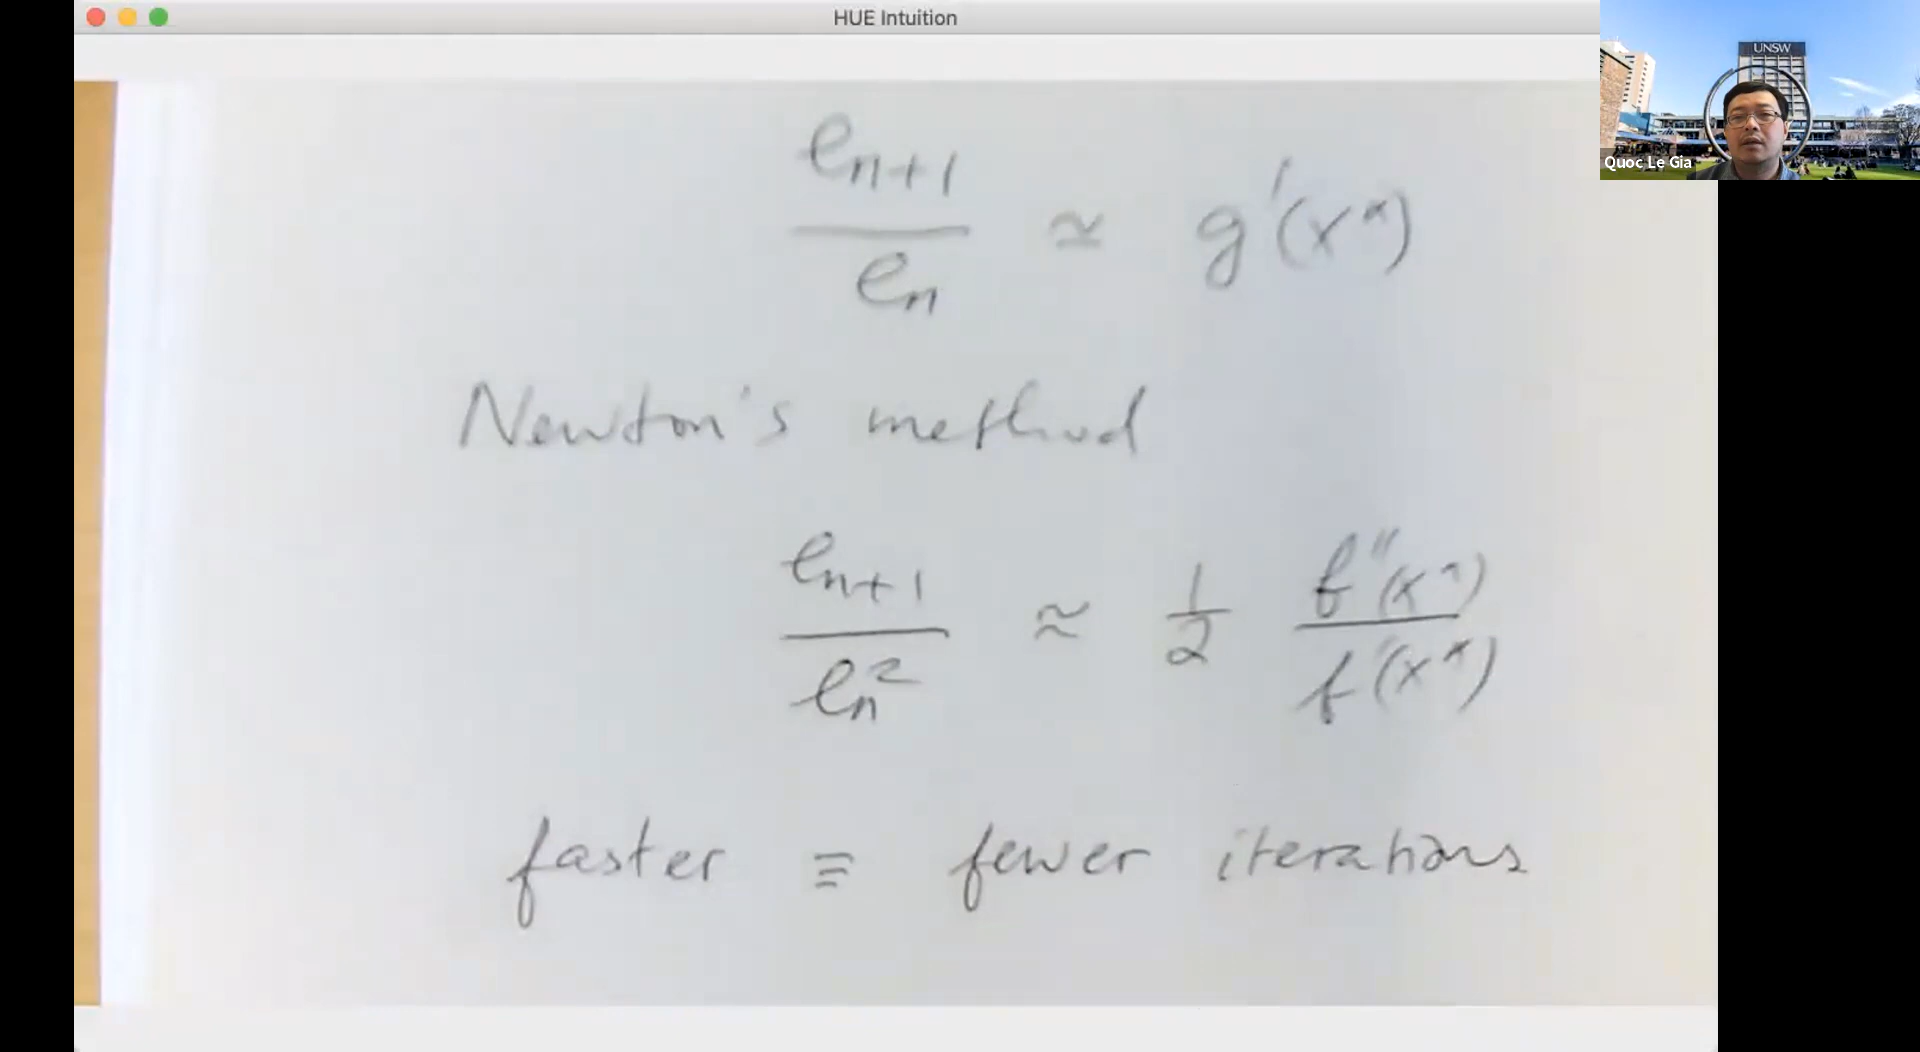 HUE Intuition
UNSW
Quoc Le Gia
e_{n+1} / e_n ≃ g'(x*)
Newton's method
e_{n+1} / e_n^2 ≈ 1/2 f''(x*) / f'(x*)
faster ≡ fewer iterations